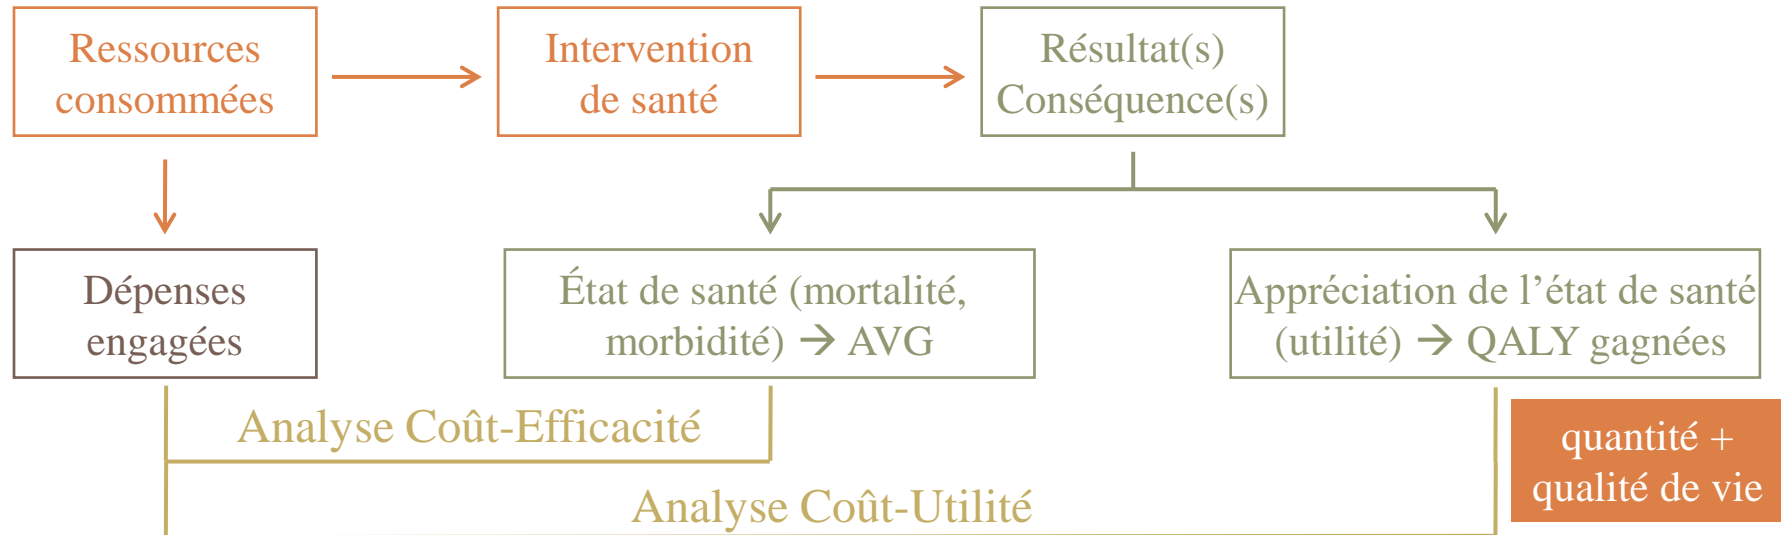 Ressources
consommées
Intervention
de santé
Résultat(s)
Conséquence(s)
Dépenses
engagées
État de santé (mortalité,
morbidité) → AVG
Appréciation de l’état de santé
(utilité) → QALY gagnées
Analyse Coût-Efficacité
quantité +
qualité de vie
Analyse Coût-Utilité